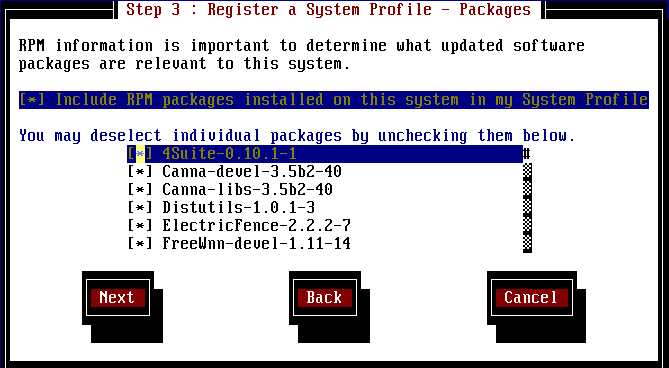 Step 3 : Register a System Profile - Packages
RPM information is important to determine what updated software
packages are relevant to this system.
[*] Include RPM packages installed on this system in my System Profile
You may deselect individual packages by unchecking them below.
[*] 4Suite-0.10.1-1 #
[*] Canna-devel-3.5b2-40
[*] Canna-libs-3.5b2-40
[*] Distutils-1.0.1-3
[*] ElectricFence-2.2.2-7
[*] FreeWnn-devel-1.11-14
Next Back Cancel